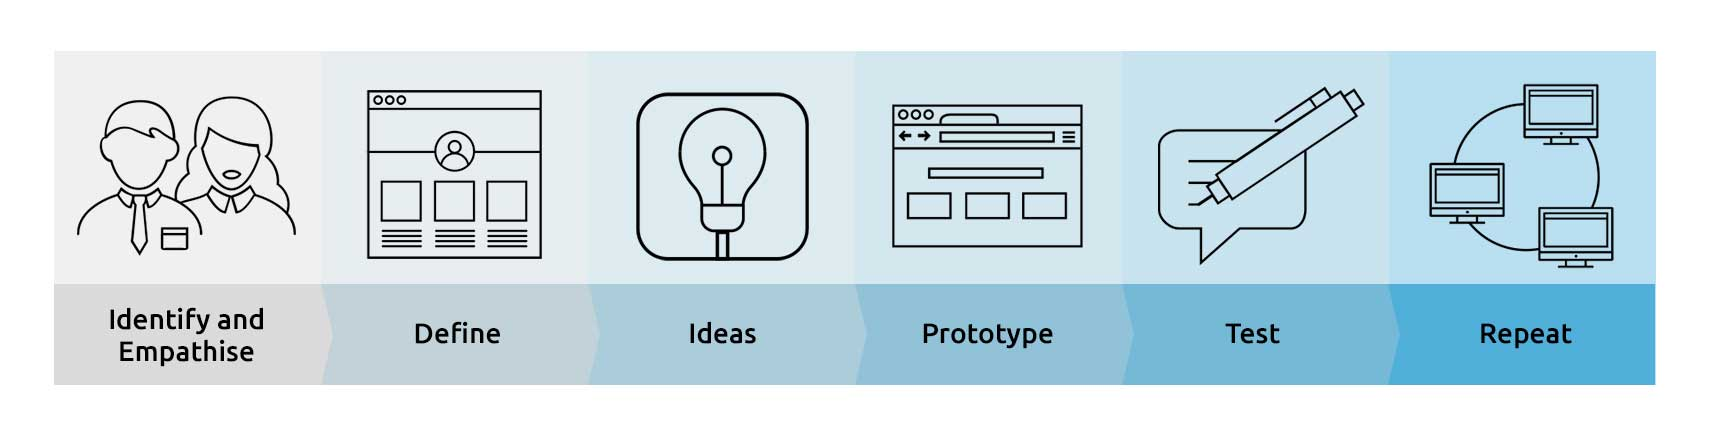 Identify and
Empathise
Define
Ideas
Prototype
Test
Repeat